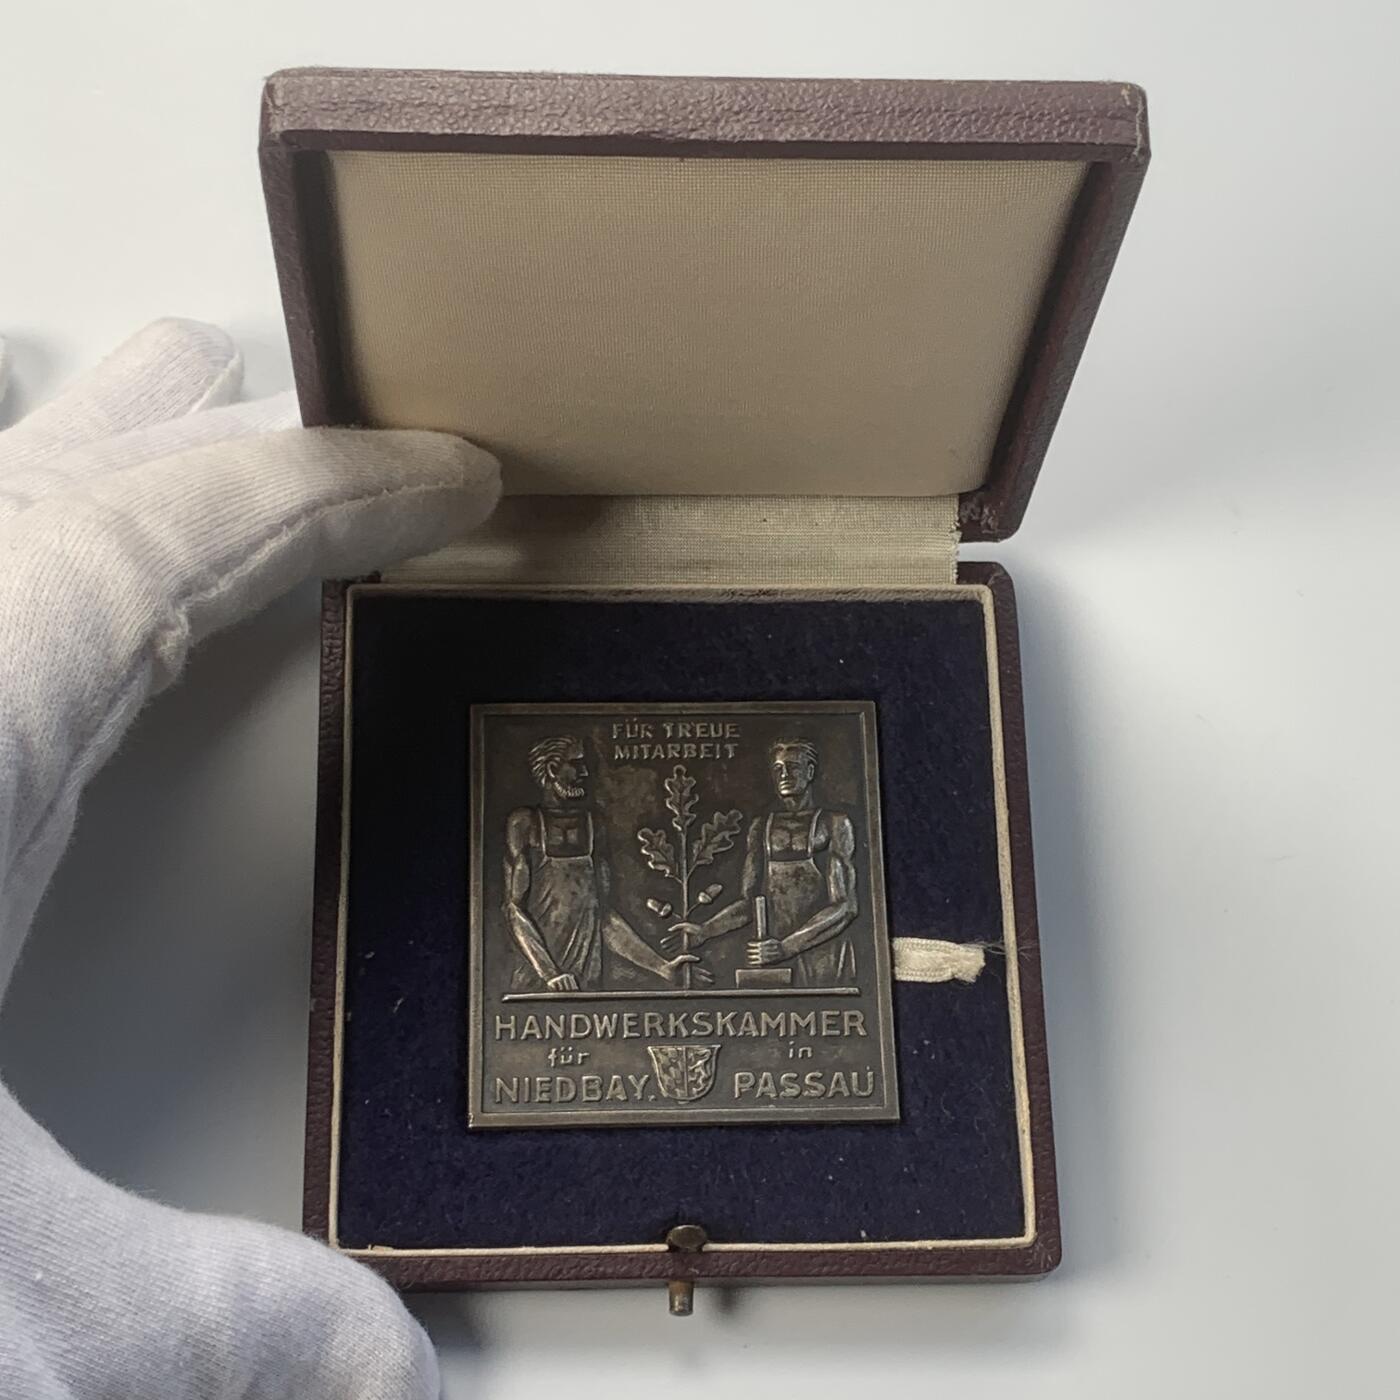 FÜR TREUE
MITARBEIT
HANDWERKSKAMMER
für in
NIEDBAY. PASSAU